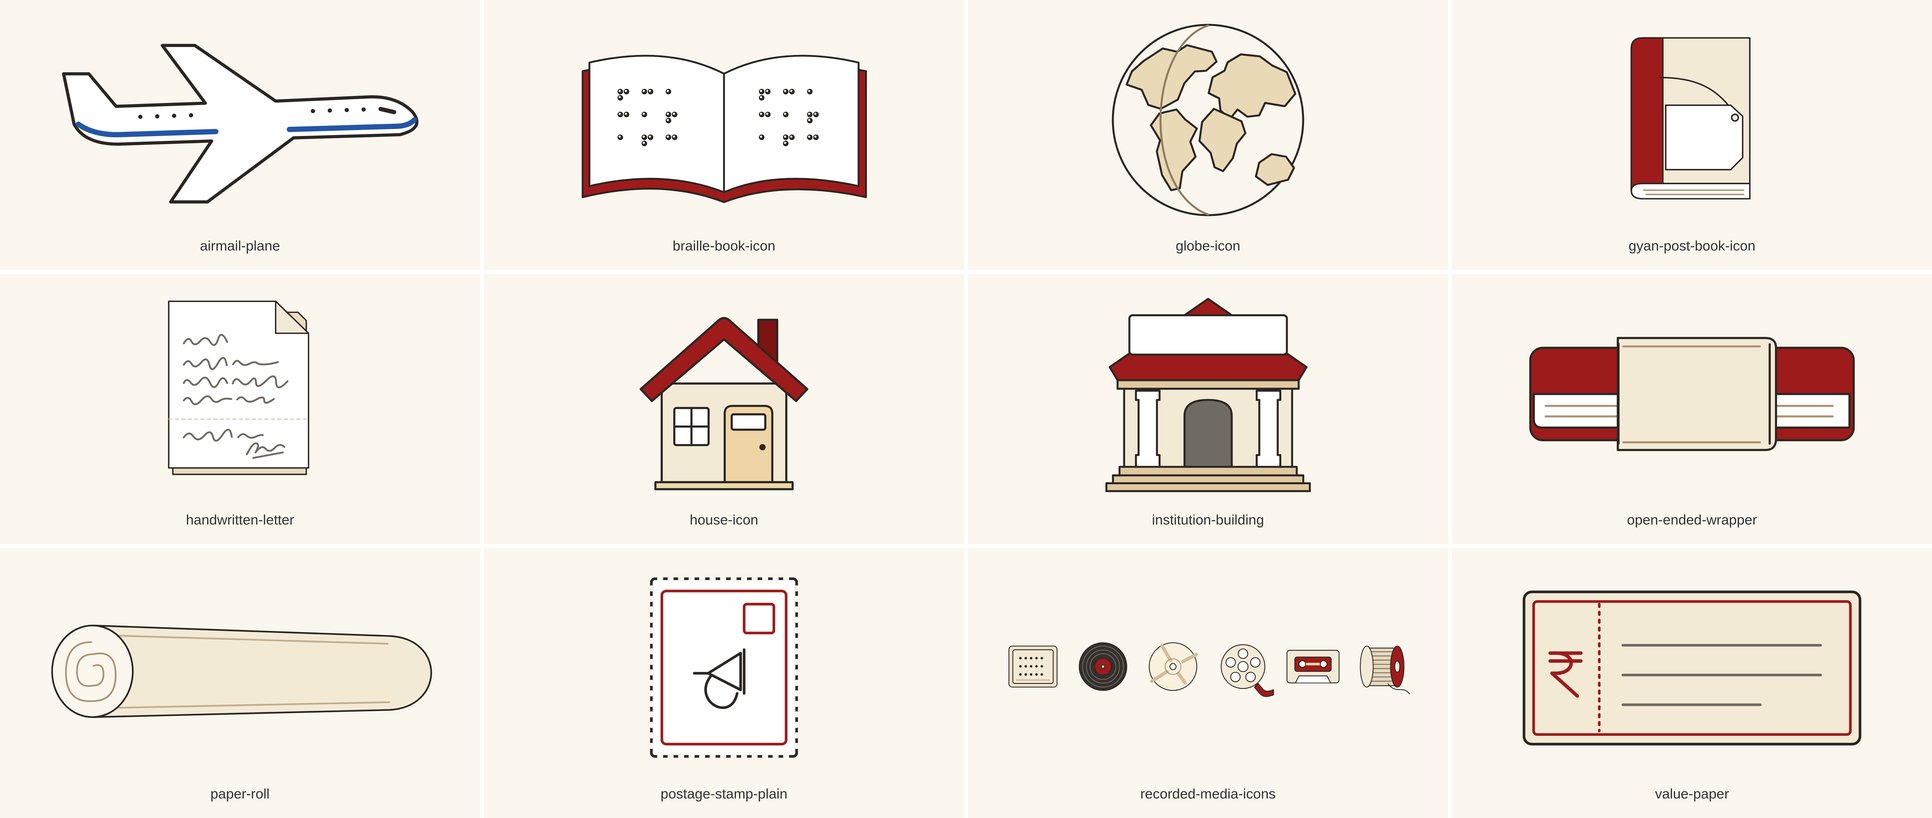 airmail-plane
braille-book-icon
globe-icon
gyan-post-book-icon
handwritten-letter
house-icon
institution-building
open-ended-wrapper
₹
paper-roll
postage-stamp-plain
recorded-media-icons
value-paper